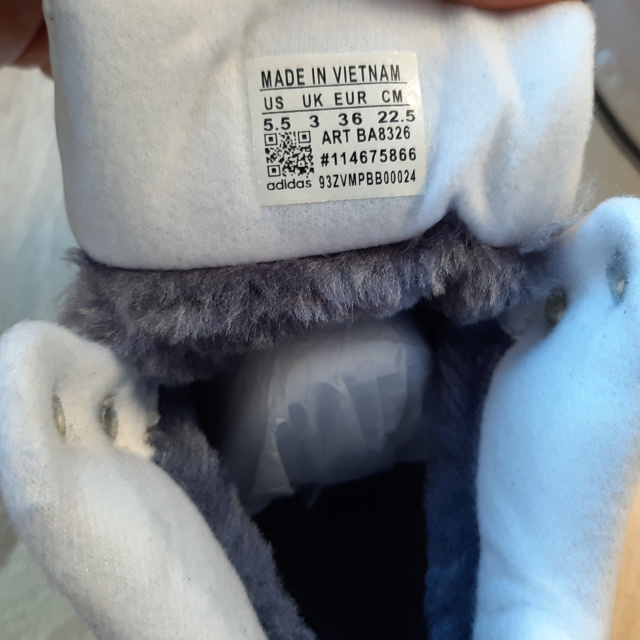 MADE IN VIETNAM
US UK EUR CM
5.5 3 36 22.5
ART BA8326
#114675866
adidas 93ZVMPBB00024